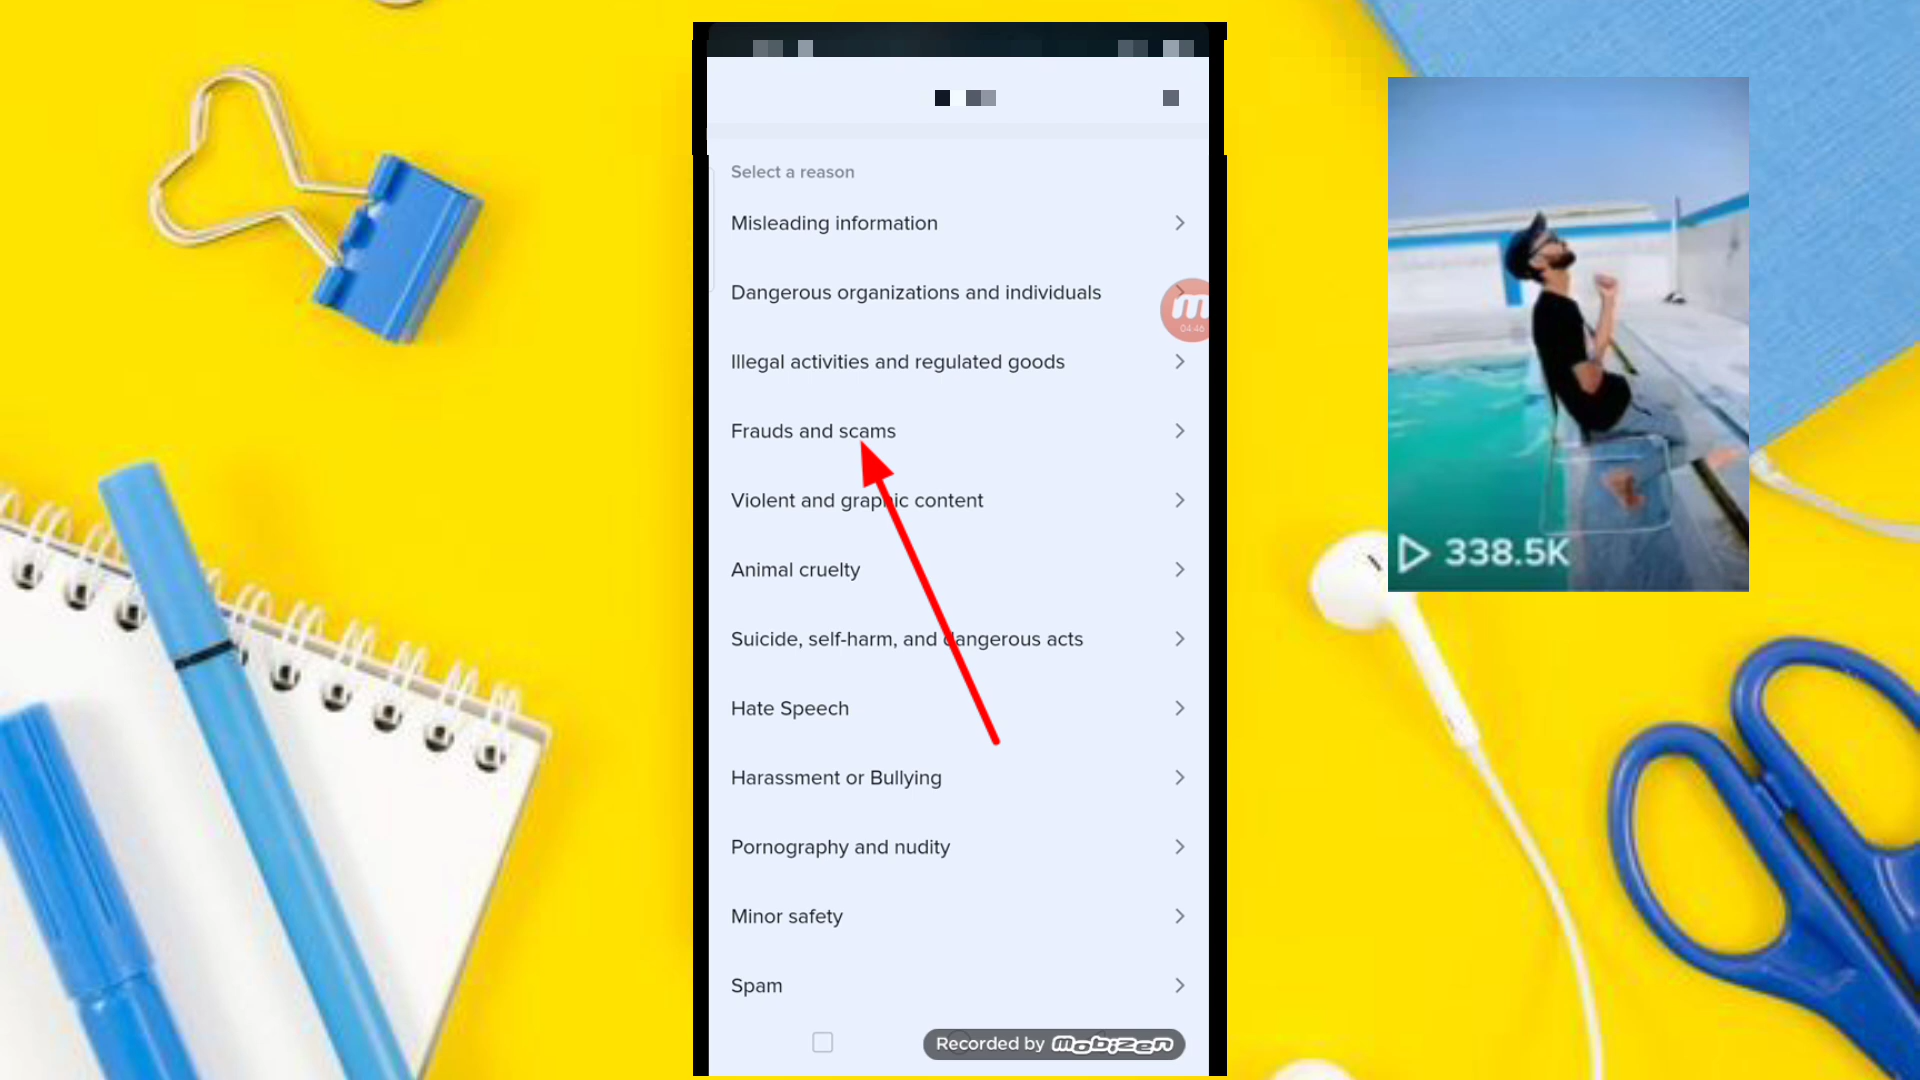 Select a reason
Misleading information
Dangerous organizations and individuals
04:46
Illegal activities and regulated goods
Frauds and scams
Violent and graphic content
Animal cruelty
Suicide, self-harm, and dangerous acts
Hate Speech
Harassment or Bullying
Pornography and nudity
Minor safety
Spam
Recorded by mobizen
338.5K